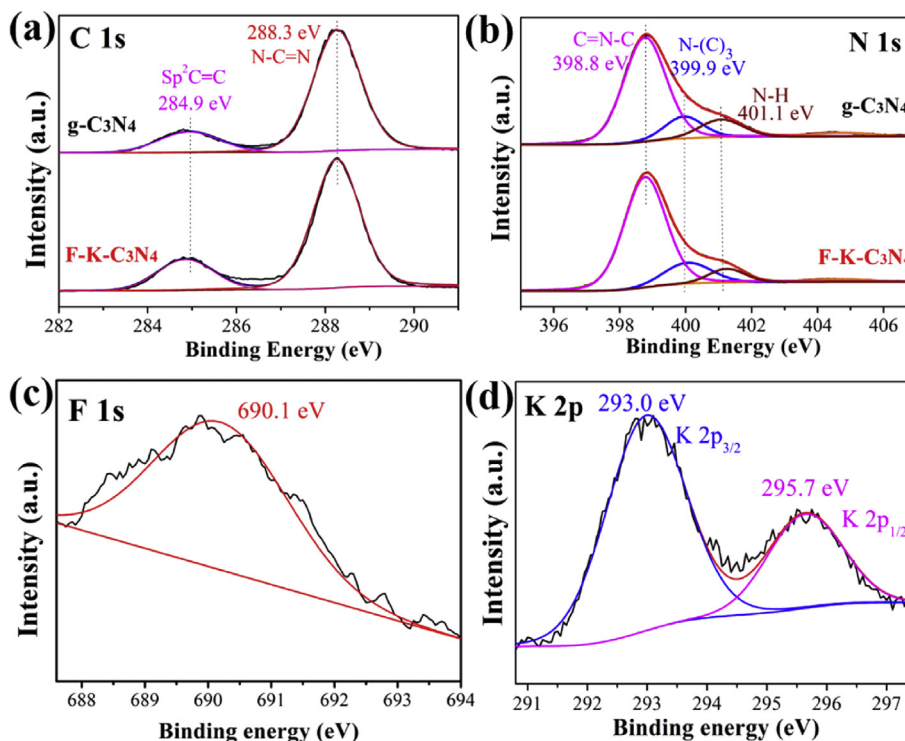 (a) C 1s
288.3 eV
N-C=N
Sp²C=C
284.9 eV
g-C₃N₄
F-K-C₃N₄
Intensity (a.u.)
282 284 286 288 290
Binding Energy (eV)
(b) N 1s
C=N-C
398.8 eV
N-(C)₃
399.9 eV
N-H
401.1 eV
g-C₃N₄
F-K-C₃N₄
Intensity (a.u.)
396 398 400 402 404 406
Binding Energy (eV)
(c) F 1s
690.1 eV
Intensity (a.u.)
688 689 690 691 692 693 694
Binding energy (eV)
(d) K 2p
293.0 eV
K 2p₃/₂
295.7 eV
K 2p₁/₂
Intensity (a.u.)
291 292 293 294 295 296 297
Binding energy (eV)